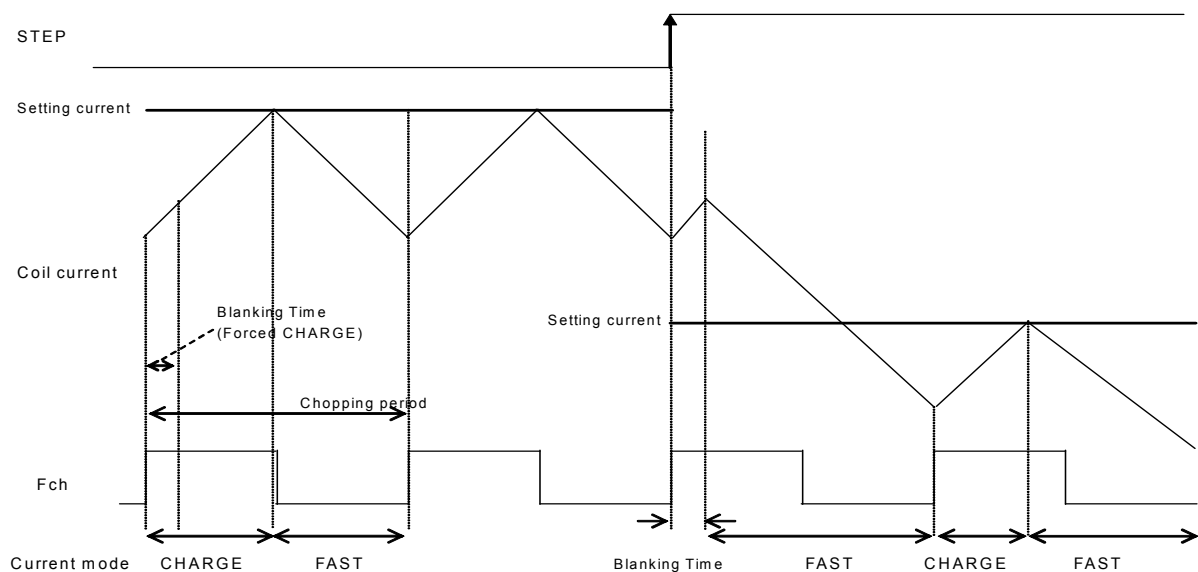 STEP
Setting current
Coil current
Blanking Time
(Forced CHARGE)
Setting current
Chopping period
Fch
Current mode CHARGE FAST Blanking Time FAST CHARGE FAST